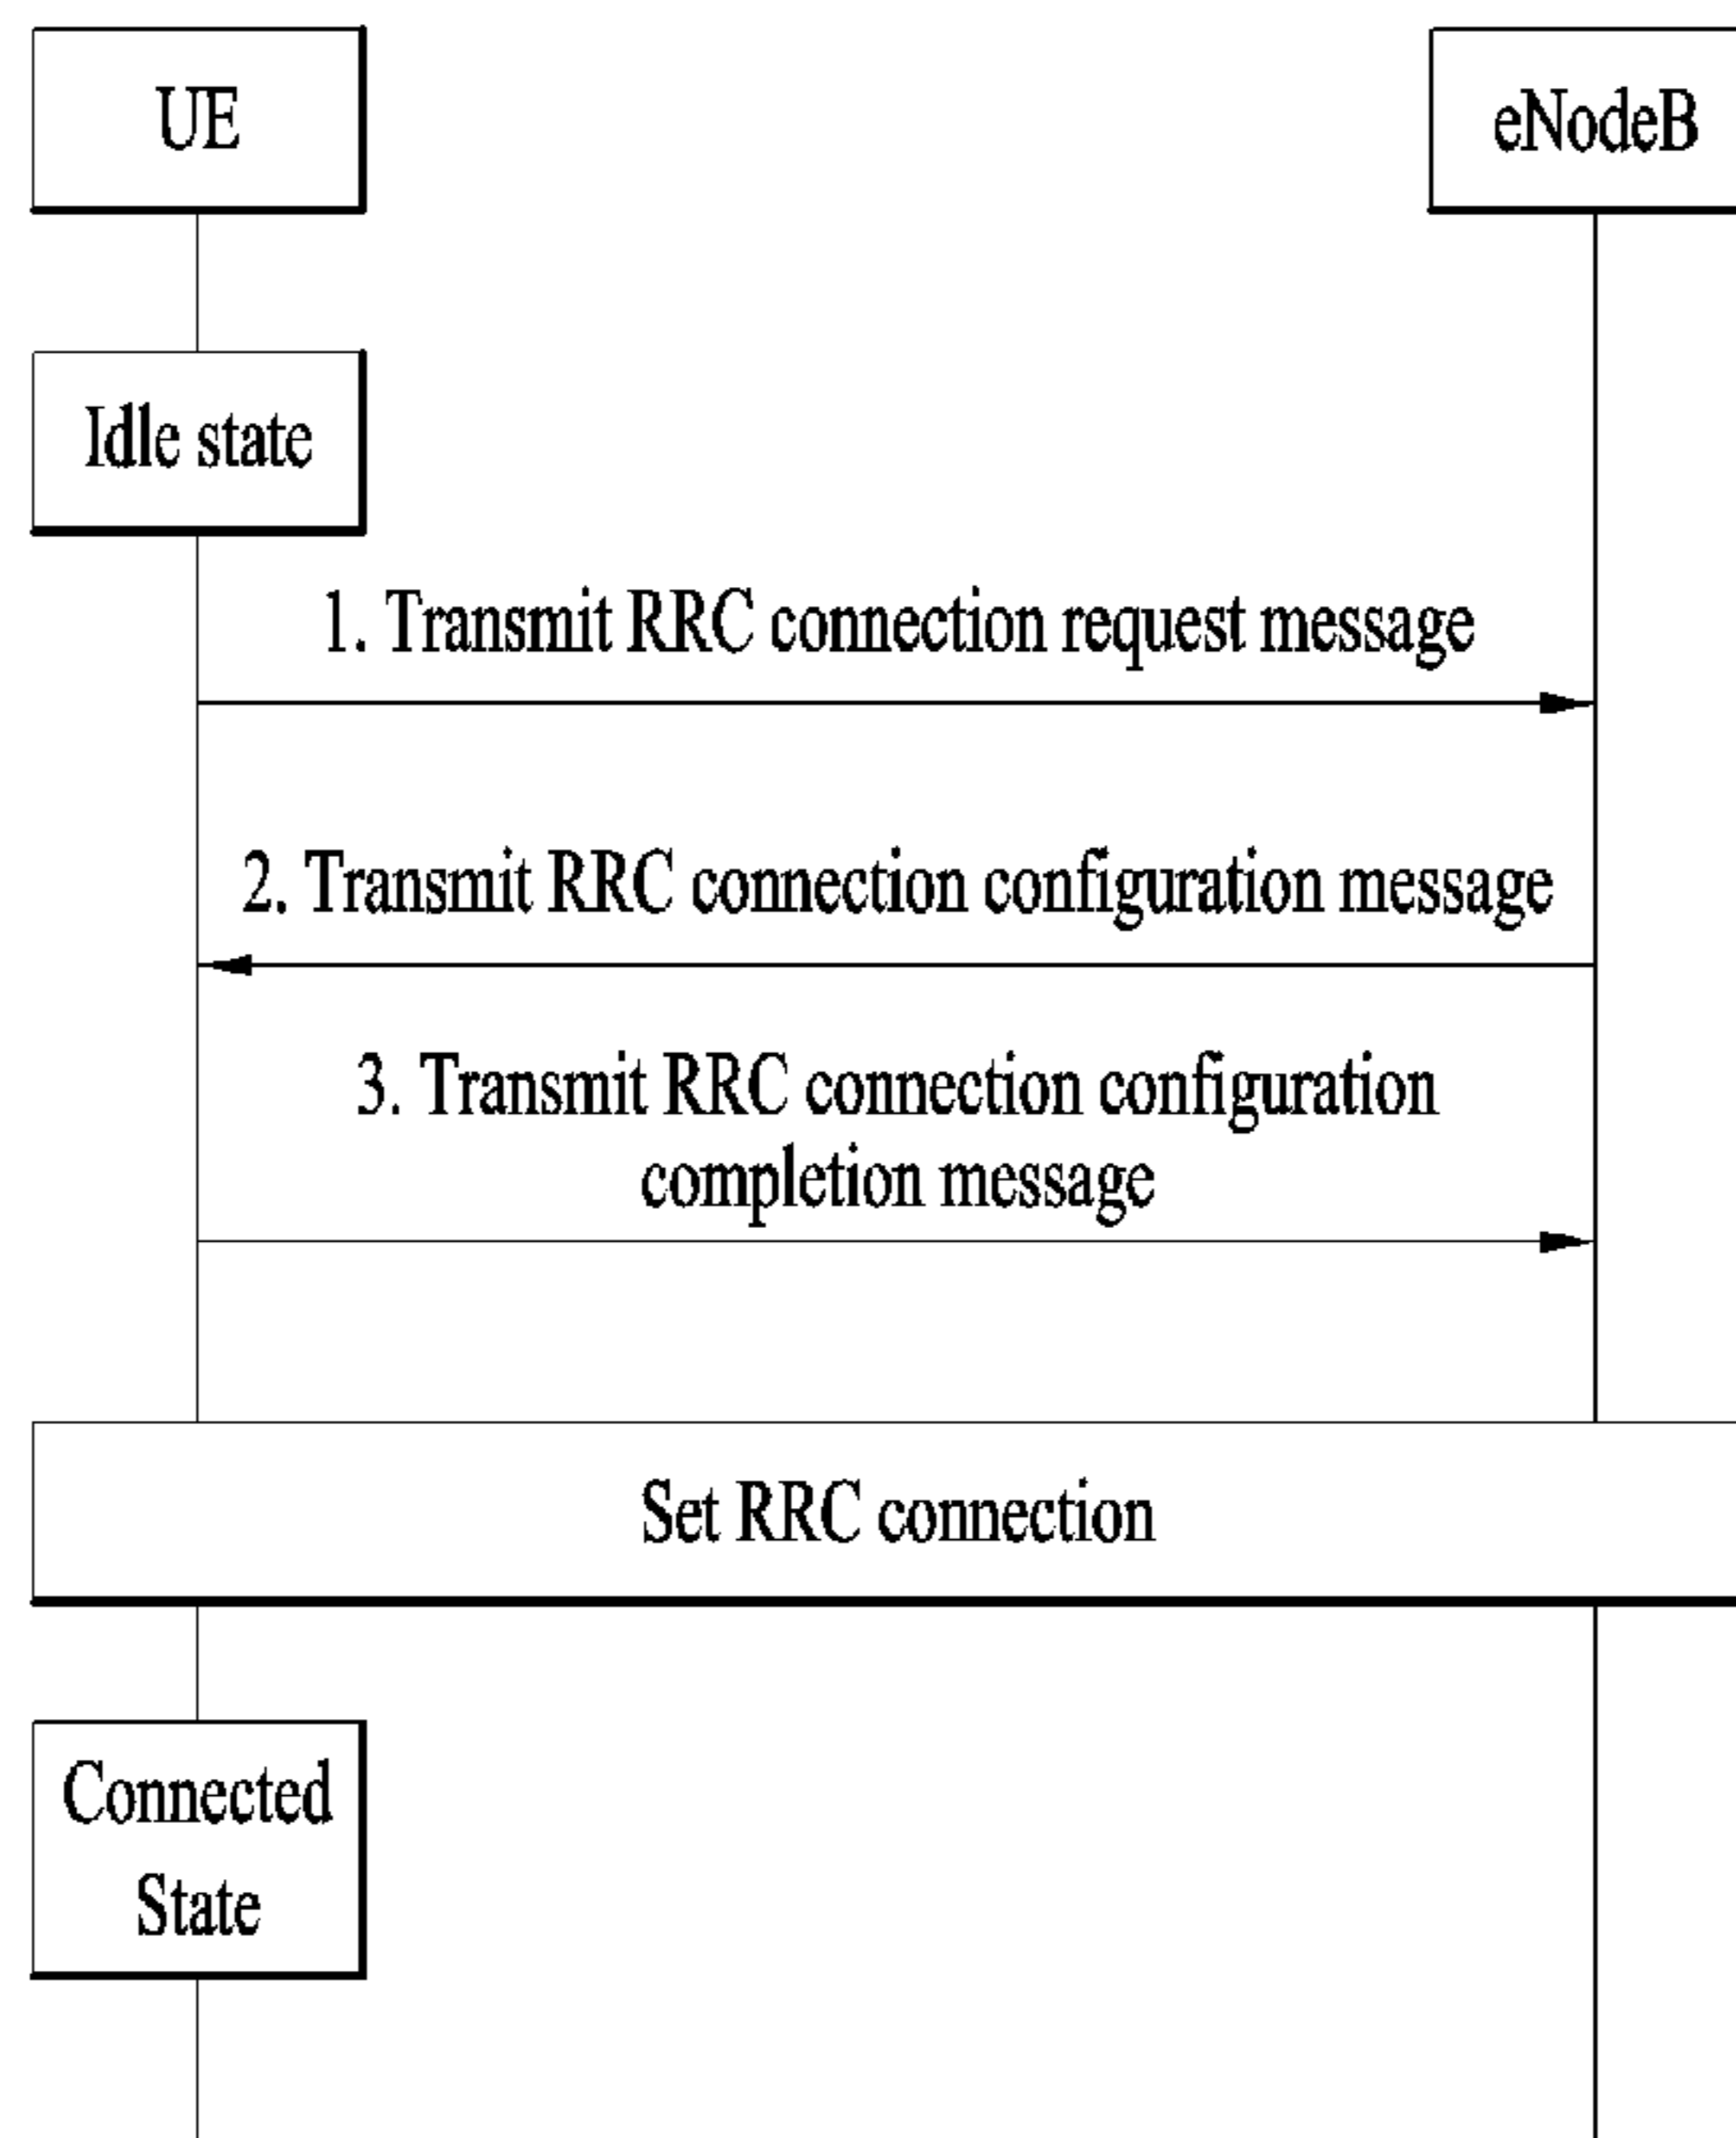 UE
eNodeB
Idle state
1. Transmit RRC connection request message
2. Transmit RRC connection configuration message
3. Transmit RRC connection configuration
completion message
Set RRC connection
Connected
State